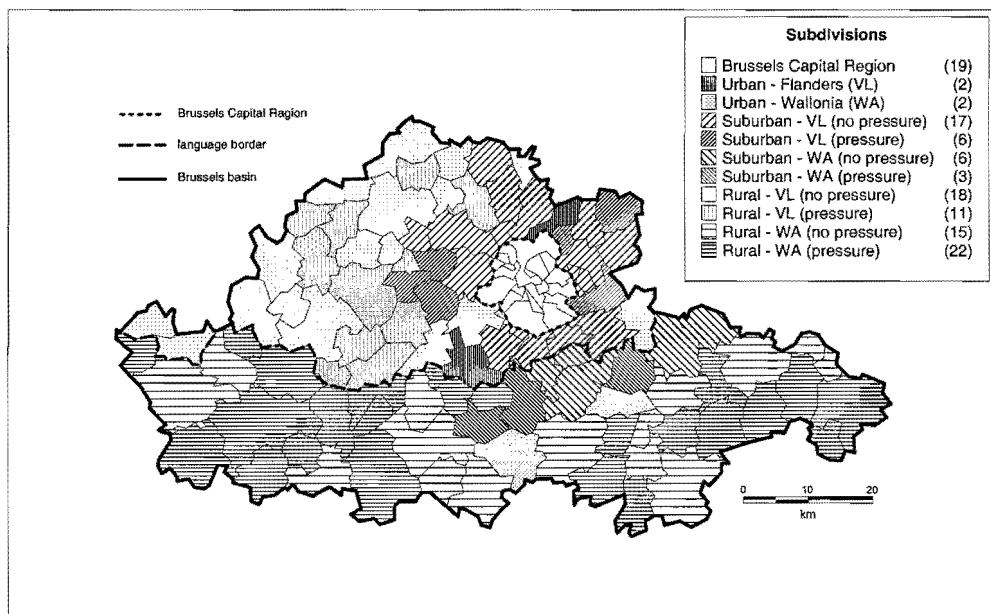 Subdivisions
Brussels Capital Region (19)
Urban - Flanders (VL) (2)
Urban - Wallonia (WA) (2)
Suburban - VL (no pressure) (17)
Suburban - VL (pressure) (6)
Suburban - WA (no pressure) (6)
Suburban - WA (pressure) (3)
Rural - VL (no pressure) (18)
Rural - VL (pressure) (11)
Rural - WA (no pressure) (15)
Rural - WA (pressure) (22)
Brussels Capital Region
language border
Brussels basin
0 10 20
km